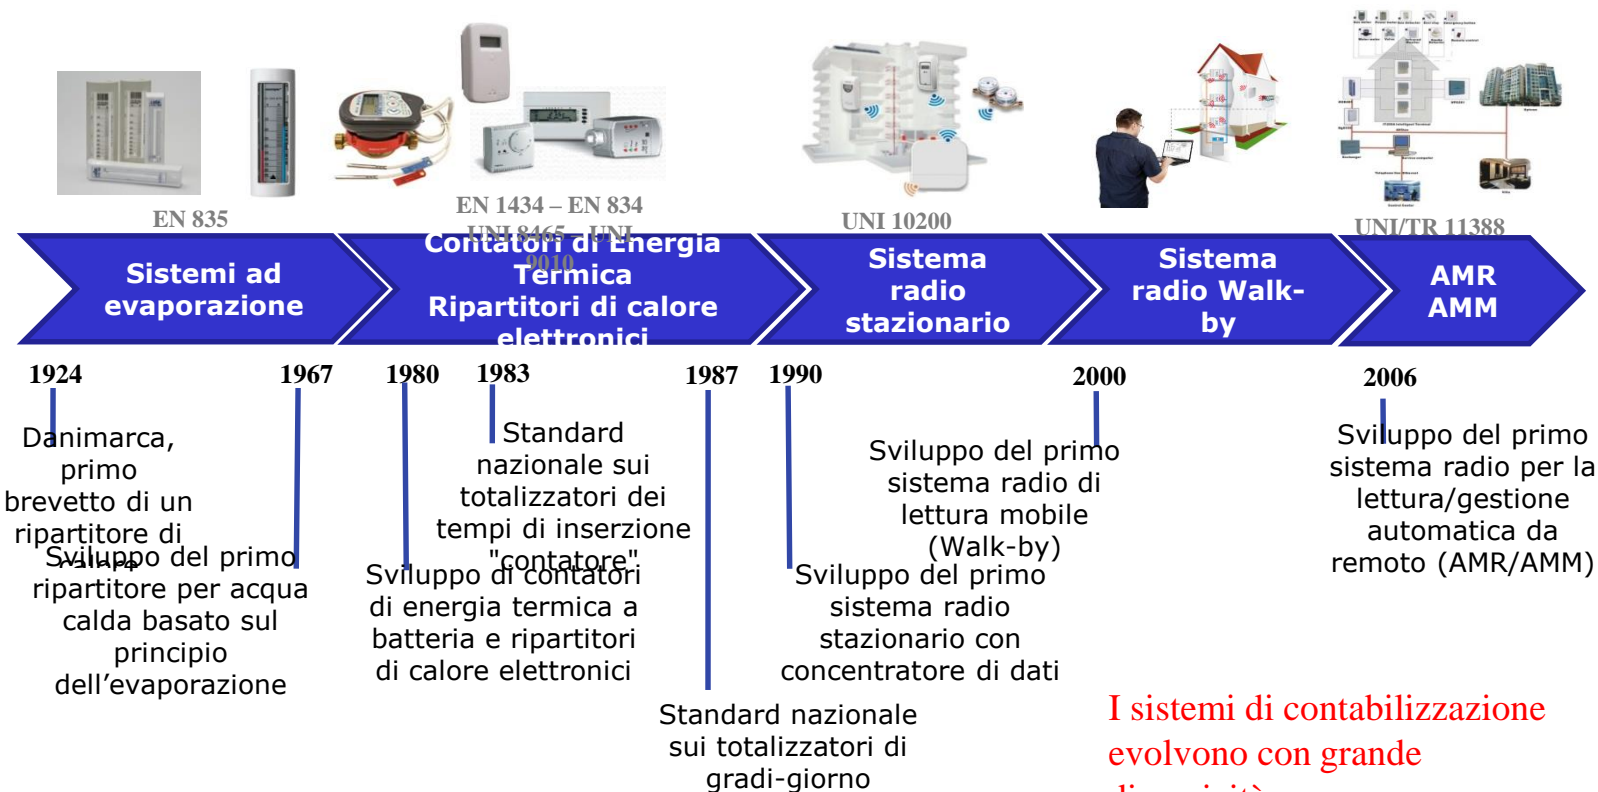 EN 835
EN 1434 – EN 834
UNI 8465 – UNI
9010
UNI 10200
UNI/TR 11388
Sistemi ad
evaporazione
Contatori di Energia
Termica
Ripartitori di calore
elettronici
Sistema
radio
stazionario
Sistema
radio Walk-
by
AMR
AMM
1924
1967
1980
1983
1987
1990
2000
2006
Danimarca,
primo
brevetto di un
ripartitore di
calore
Sviluppo del primo
ripartitore per acqua
calda basato sul
principio
dell’evaporazione
Sviluppo di contatori
di energia termica a
batteria e ripartitori
di calore elettronici
Standard
nazionale sui
totalizzatori dei
tempi di inserzione
"contatore"
Standard nazionale
sui totalizzatori di
gradi-giorno
Sviluppo del primo
sistema radio
stazionario con
concentratore di dati
Sviluppo del primo
sistema radio di
lettura mobile
(Walk-by)
Sviluppo del primo
sistema radio per la
lettura/gestione
automatica da
remoto (AMR/AMM)
I sistemi di contabilizzazione
evolvono con grande